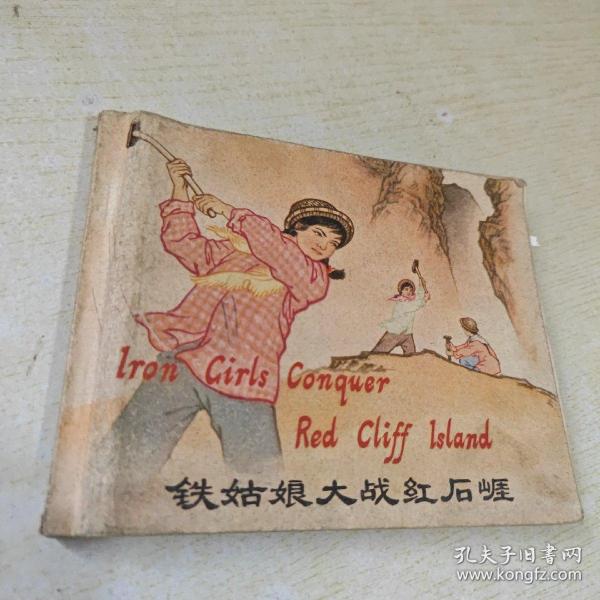 Iron Girls Conquer
Red Cliff Island
铁姑娘大战红石崕
孔夫子旧書网
www.kongfz.com